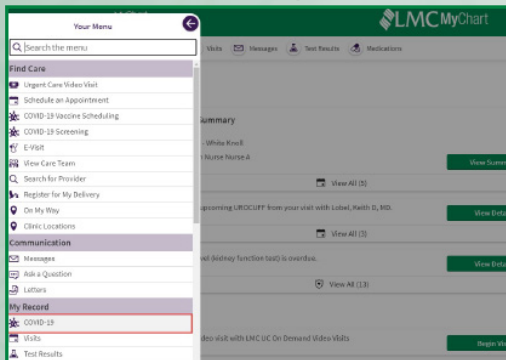 Your Menu
LMC MyChart
Search the menu
Visits Messages Test Results Medications
Find Care
Urgent Care Video Visit
Schedule an Appointment
COVID-19 Vaccine Scheduling
COVID-19 Screening
E-Visit
View Care Team
Search for Provider
Register for My Delivery
On My Way
Clinic Locations
Communication
Messages
Ask a Question
Letters
My Record
COVID-19
Visits
Test Results
Summary
- White Knoll
Nurse Nurse A
View Summ
View All (5)
upcoming UROCUFF from your visit with Lobel, Keith D, MD.
View Deta
View All (3)
vel (kidney function test) is overdue.
View Deta
View All (13)
deo visit with LMC UC On Demand Video Visits
Begin Vis